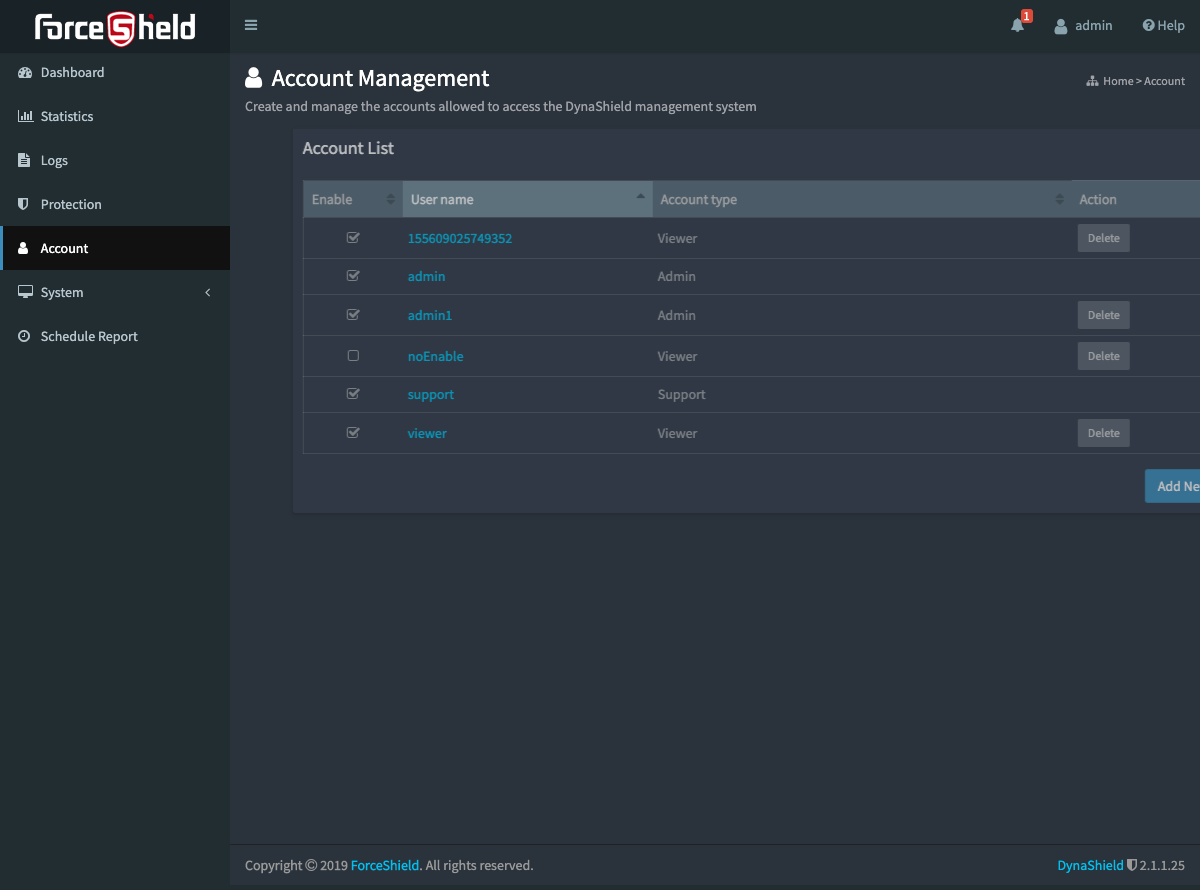 ForceShield
1
admin
Help
Dashboard
Statistics
Logs
Protection
Account
System
Schedule Report
Account Management
Home > Account
Create and manage the accounts allowed to access the DynaShield management system
Account List
Enable User name Account type Action
155609025749352 Viewer Delete
admin Admin
admin1 Admin Delete
noEnable Viewer Delete
support Support
viewer Viewer Delete
Add Ne
Copyright © 2019 ForceShield. All rights reserved.
DynaShield 2.1.1.25